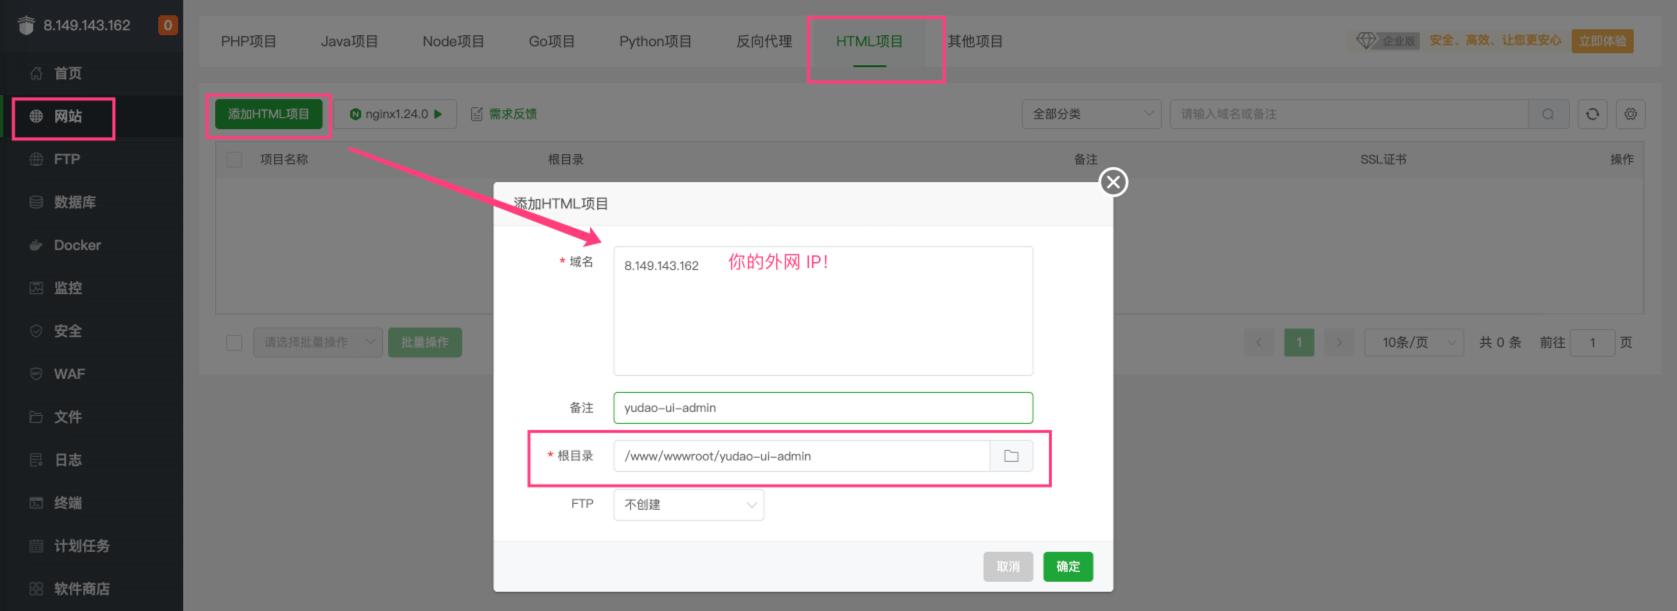 8.149.143.162 0
首页
网站
FTP
数据库
Docker
监控
安全
WAF
文件
日志
终端
计划任务
软件商店
PHP项目 Java项目 Node项目 Go项目 Python项目 反向代理 HTML项目 其他项目 企业版 安全、高效、让您更安心 立即体验
添加HTML项目 nginx1.24.0 需求反馈 全部分类 请输入域名或备注
项目名称 根目录 备注 SSL证书 操作
请选择批量操作 批量操作 1 10条/页 共 0 条 前往 1 页
添加HTML项目
* 域名 8.149.143.162 你的外网 IP!
备注 yudao-ui-admin
* 根目录 /www/wwwroot/yudao-ui-admin
FTP 不创建
取消 确定